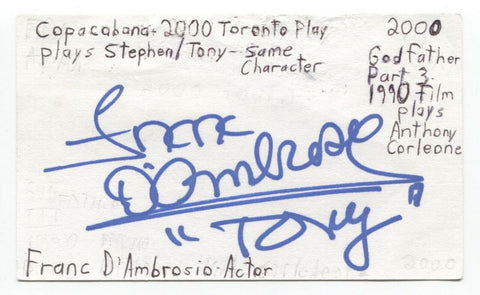 Copacabana-2000 Toronto Play
plays Stephen/Tony-same
Character
2000
Godfather
Part 3.
1990 Film
plays
Anthony
Corleone
Franc
D'Ambrosio
"Tony"
Franc D'Ambrosio-Actor
2000